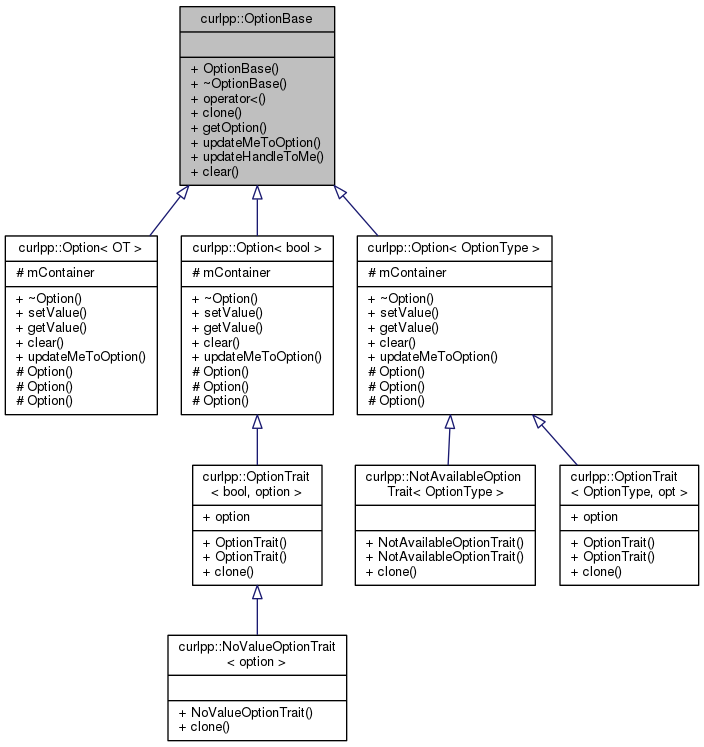 curlpp::OptionBase
+ OptionBase()
+ ~OptionBase()
+ operator<()
+ clone()
+ getOption()
+ updateMeToOption()
+ updateHandleToMe()
+ clear()
curlpp::Option< OT >
# mContainer
+ ~Option()
+ setValue()
+ getValue()
+ clear()
+ updateMeToOption()
# Option()
# Option()
# Option()
curlpp::Option< bool >
# mContainer
+ ~Option()
+ setValue()
+ getValue()
+ clear()
+ updateMeToOption()
# Option()
# Option()
# Option()
curlpp::Option< OptionType >
# mContainer
+ ~Option()
+ setValue()
+ getValue()
+ clear()
+ updateMeToOption()
# Option()
# Option()
# Option()
curlpp::OptionTrait
< bool, option >
+ option
+ OptionTrait()
+ OptionTrait()
+ clone()
curlpp::NotAvailableOption
Trait< OptionType >
+ NotAvailableOptionTrait()
+ NotAvailableOptionTrait()
+ clone()
curlpp::OptionTrait
< OptionType, opt >
+ option
+ OptionTrait()
+ OptionTrait()
+ clone()
curlpp::NoValueOptionTrait
< option >
+ NoValueOptionTrait()
+ clone()